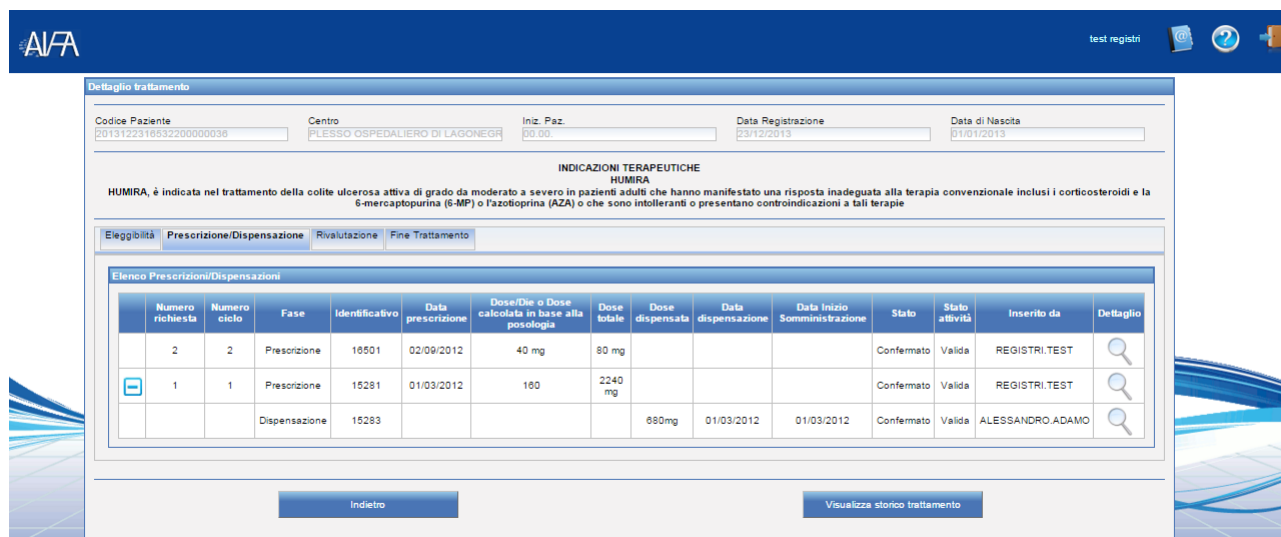 AIFA
test registri
Dettaglio trattamento
Codice Paziente Centro Iniz. Paz. Data Registrazione Data di Nascita
2013122316532200000036 PLESSO OSPEDALIERO DI LAGONEGR 00.00. 23/12/2013 01/01/2013
INDICAZIONI TERAPEUTICHE
HUMIRA
HUMIRA, è indicata nel trattamento della colite ulcerosa attiva di grado da moderato a severo in pazienti adulti che hanno manifestato una risposta inadeguata alla terapia convenzionale inclusi i corticosteroidi e la
6-mercaptopurina (6-MP) o l'azatioprina (AZA) o che sono intolleranti o presentano controindicazioni a tali terapie
Eleggibilità Prescrizione/Dispensazione Rivalutazione Fine Trattamento
Elenco Prescrizioni/Dispensazioni
Numero richiesta Numero ciclo Fase Identificativo Data prescrizione Dose/Die o Dose calcolata in base alla posologia Dose totale Dose dispensata Data dispensazione Data Inizio Somministrazione Stato Stato attività Inserito da Dettaglio
2 2 Prescrizione 16501 02/09/2012 40 mg 80 mg Confermato Valida REGISTRI.TEST
1 1 Prescrizione 15281 01/03/2012 160 2240 mg Confermato Valida REGISTRI.TEST
Dispensazione 15283 680mg 01/03/2012 01/03/2012 Confermato Valida ALESSANDRO.ADAMO
Indietro Visualizza storico trattamento